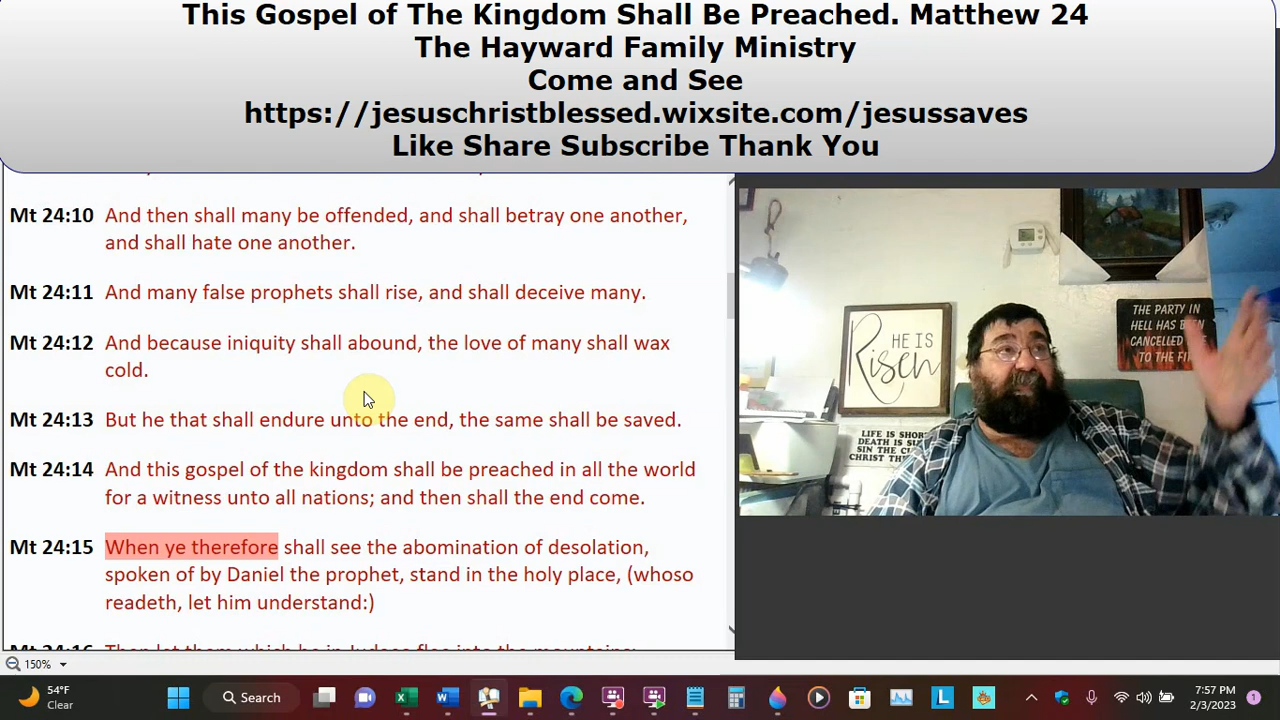 This Gospel of The Kingdom Shall Be Preached. Matthew 24
The Hayward Family Ministry
Come and See
https://jesuschristblessed.wixsite.com/jesussaves
Like Share Subscribe Thank You
Mt 24:10 And then shall many be offended, and shall betray one another,
and shall hate one another.
Mt 24:11 And many false prophets shall rise, and shall deceive many.
Mt 24:12 And because iniquity shall abound, the love of many shall wax
cold.
Mt 24:13 But he that shall endure unto the end, the same shall be saved.
Mt 24:14 And this gospel of the kingdom shall be preached in all the world
for a witness unto all nations; and then shall the end come.
Mt 24:15 When ye therefore shall see the abomination of desolation,
spoken of by Daniel the prophet, stand in the holy place, (whoso
readeth, let him understand:)
HE IS
Risen
THE PARTY IN
HELL HAS
CANCELLED
TO THE
LIFE IS
DEATH IS
SIN THE
CHRIST
150%
54°F
Clear
Search
7:57 PM
2/3/2023
1